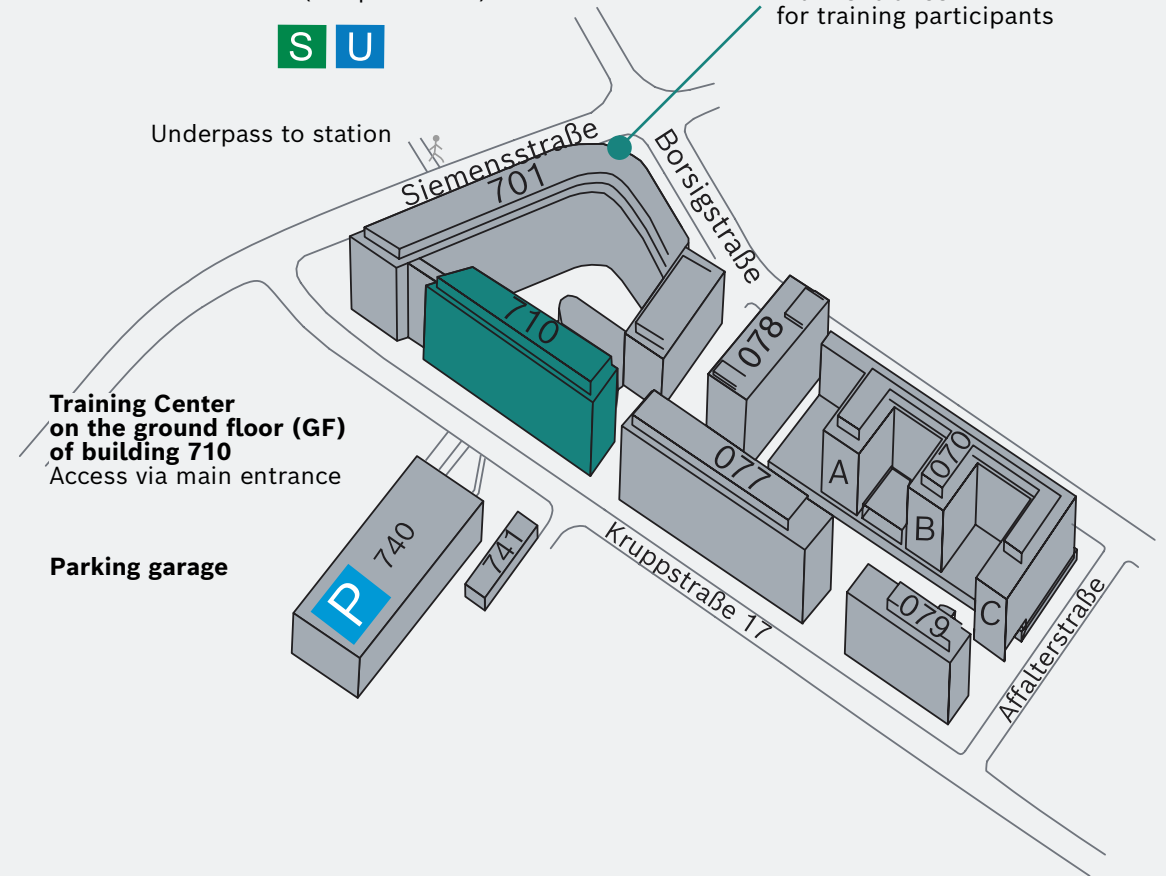 for training participants
S U
Underpass to station
Siemensstraße
Borsigstraße
701
710
078
Training Center
on the ground floor (GF)
of building 710
Access via main entrance
077
A
070
B
740
741
Parking garage
P
Kruppstraße 17
079
C
Affalterstraße